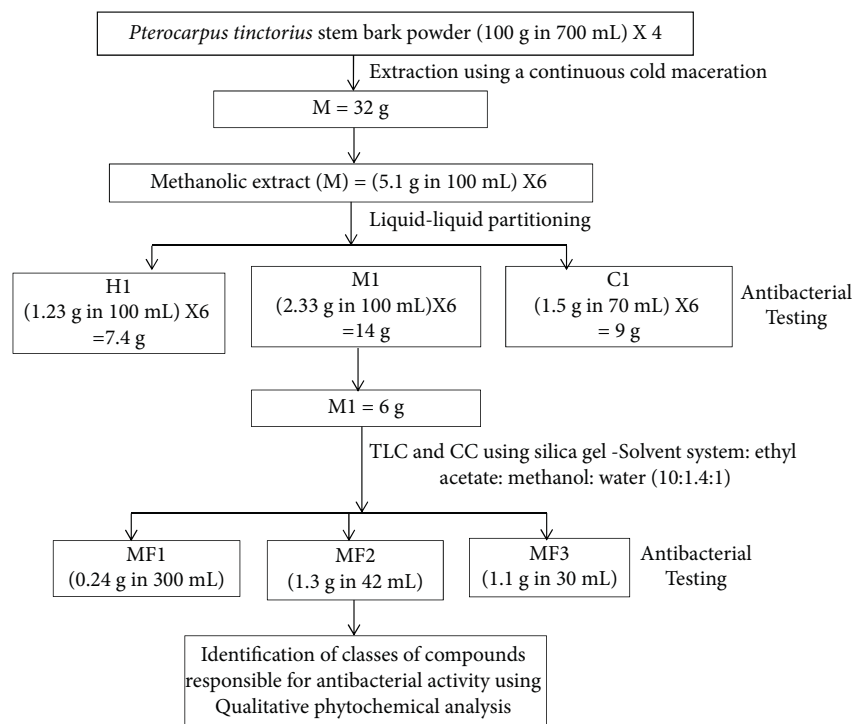 Pterocarpus tinctorius stem bark powder (100 g in 700 mL) X 4
Extraction using a continuous cold maceration
M = 32 g
Methanolic extract (M) = (5.1 g in 100 mL) X6
Liquid-liquid partitioning
H1
(1.23 g in 100 mL) X6
=7.4 g
M1
(2.33 g in 100 mL)X6
=14 g
C1
(1.5 g in 70 mL) X6
= 9 g
Antibacterial
Testing
M1 = 6 g
TLC and CC using silica gel -Solvent system: ethyl
acetate: methanol: water (10:1.4:1)
MF1
(0.24 g in 300 mL)
MF2
(1.3 g in 42 mL)
MF3
(1.1 g in 30 mL)
Antibacterial
Testing
Identification of classes of compounds
responsible for antibacterial activity using
Qualitative phytochemical analysis